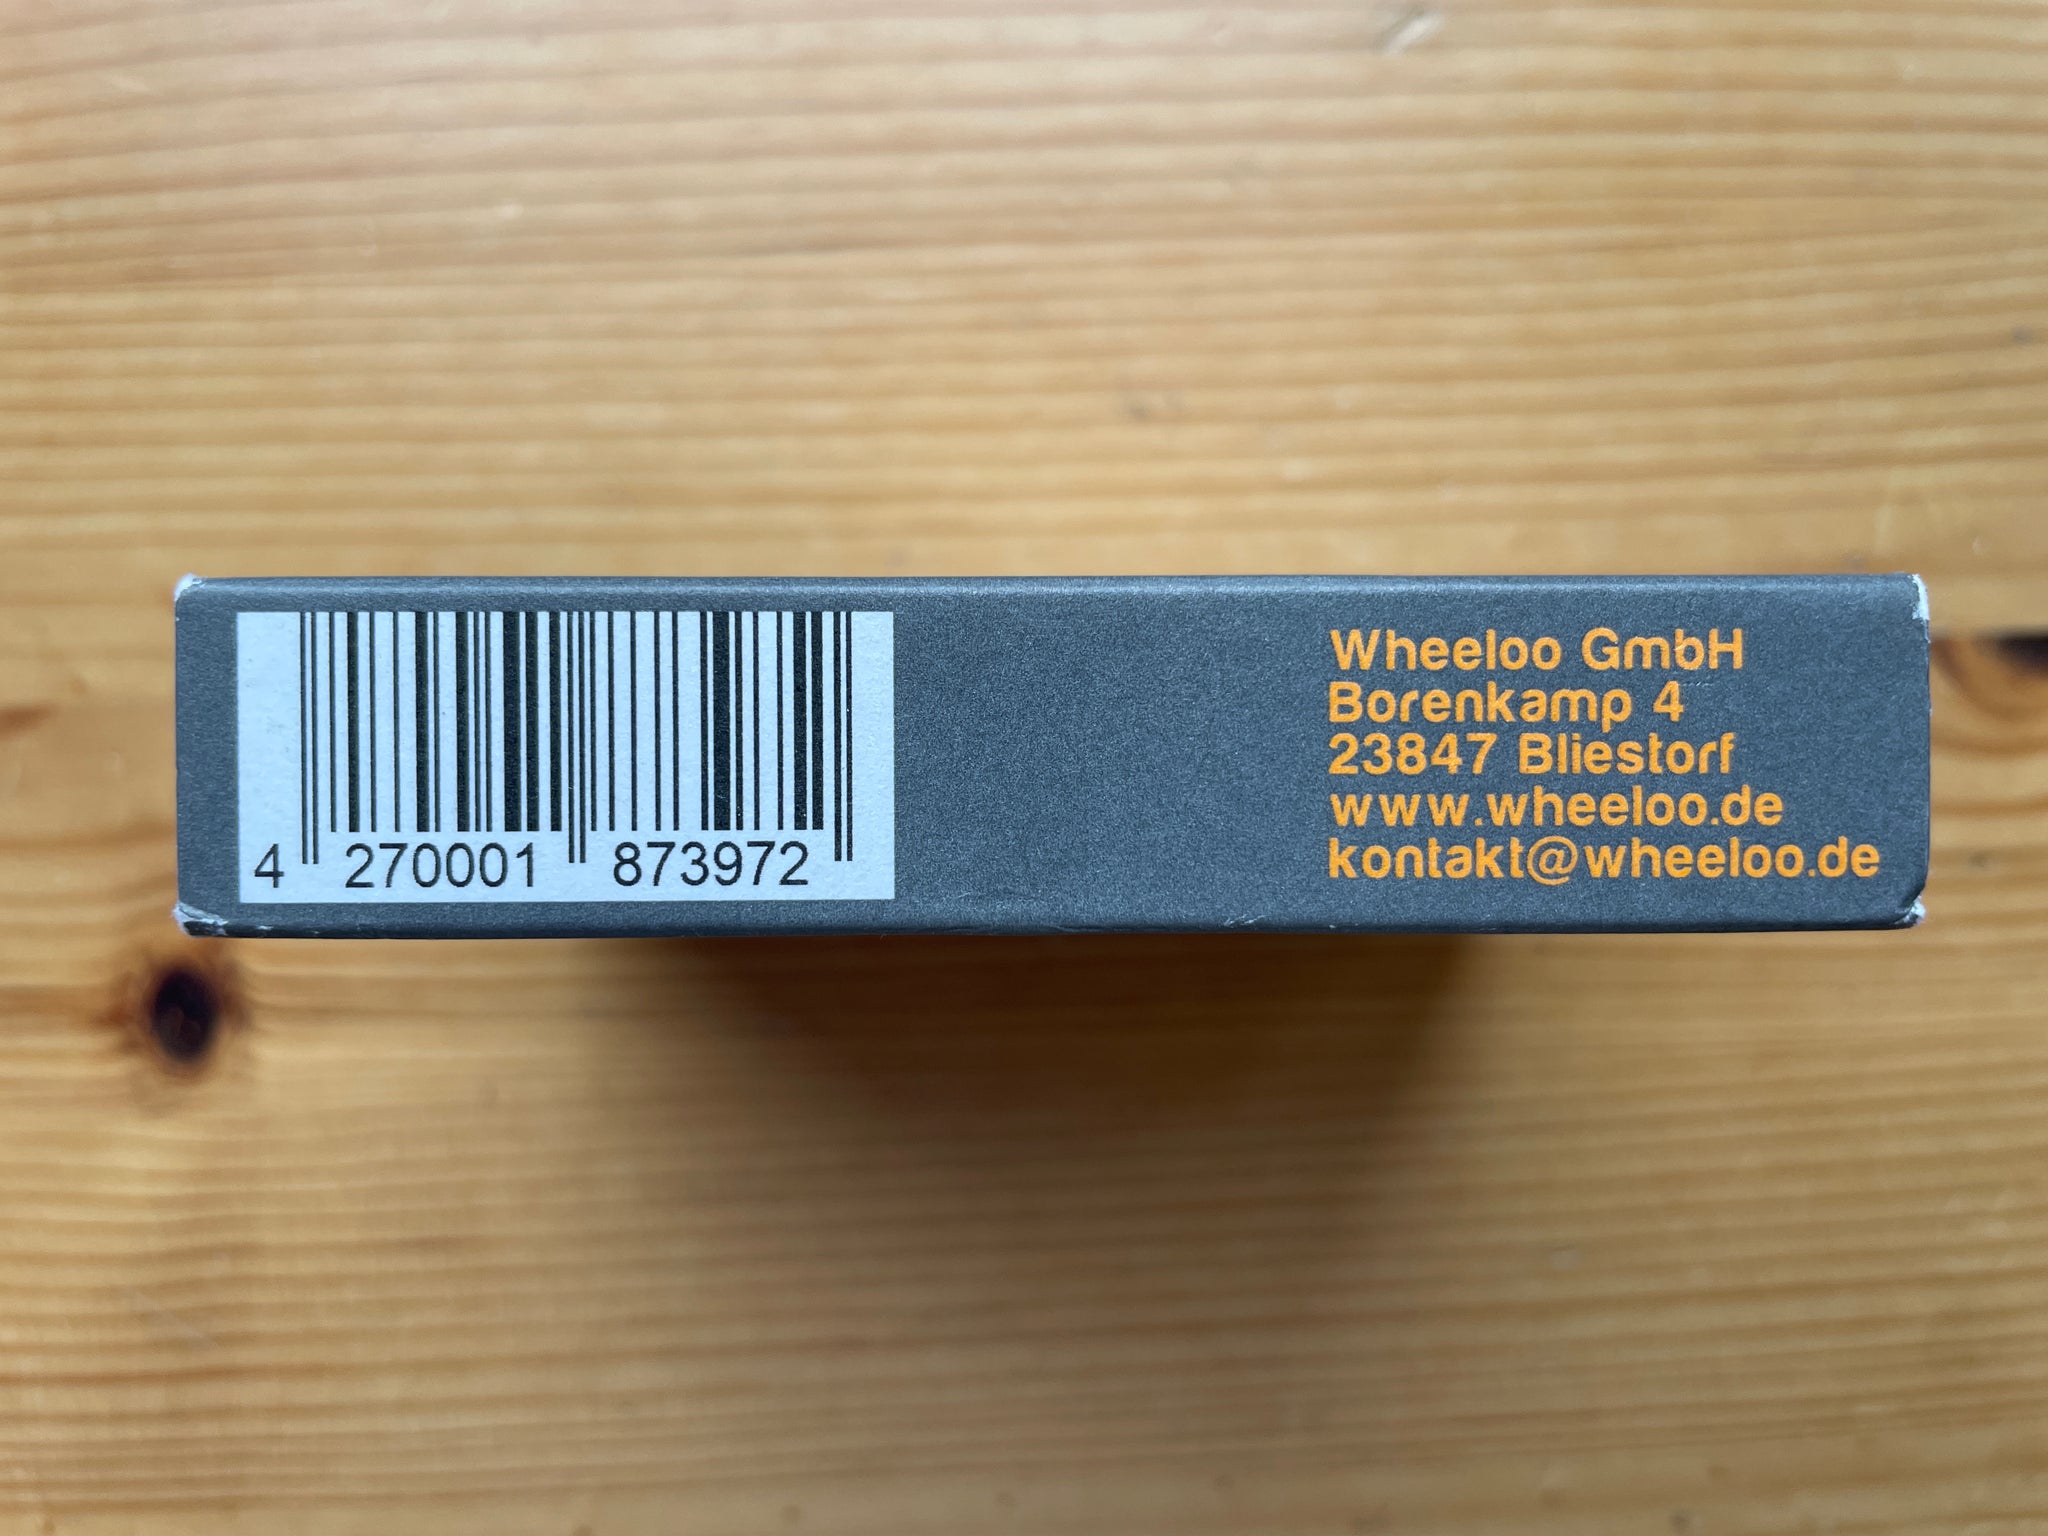 4 270001 873972
Wheeloo GmbH
Borenkamp 4
23847 Bliestorf
www.wheeloo.de
kontakt@wheeloo.de